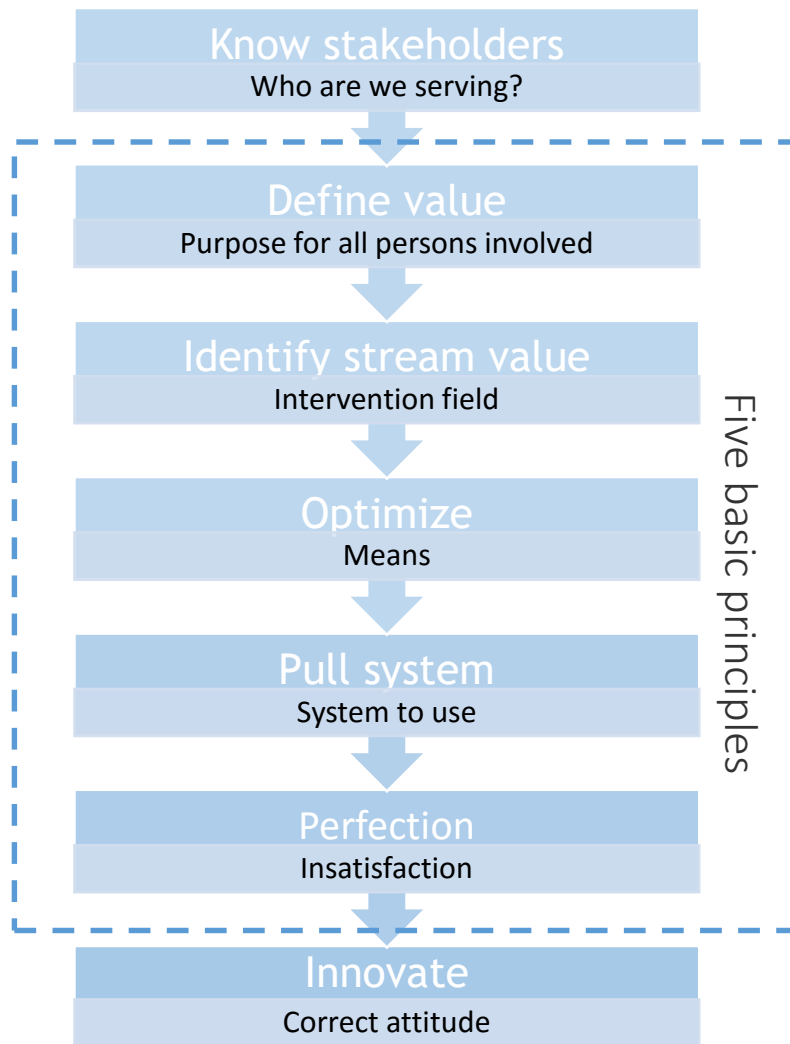 Know stakeholders
Who are we serving?
Define value
Purpose for all persons involved
Identify stream value
Intervention field
Optimize
Means
Pull system
System to use
Perfection
Insatisfaction
Innovate
Correct attitude
Five basic principles